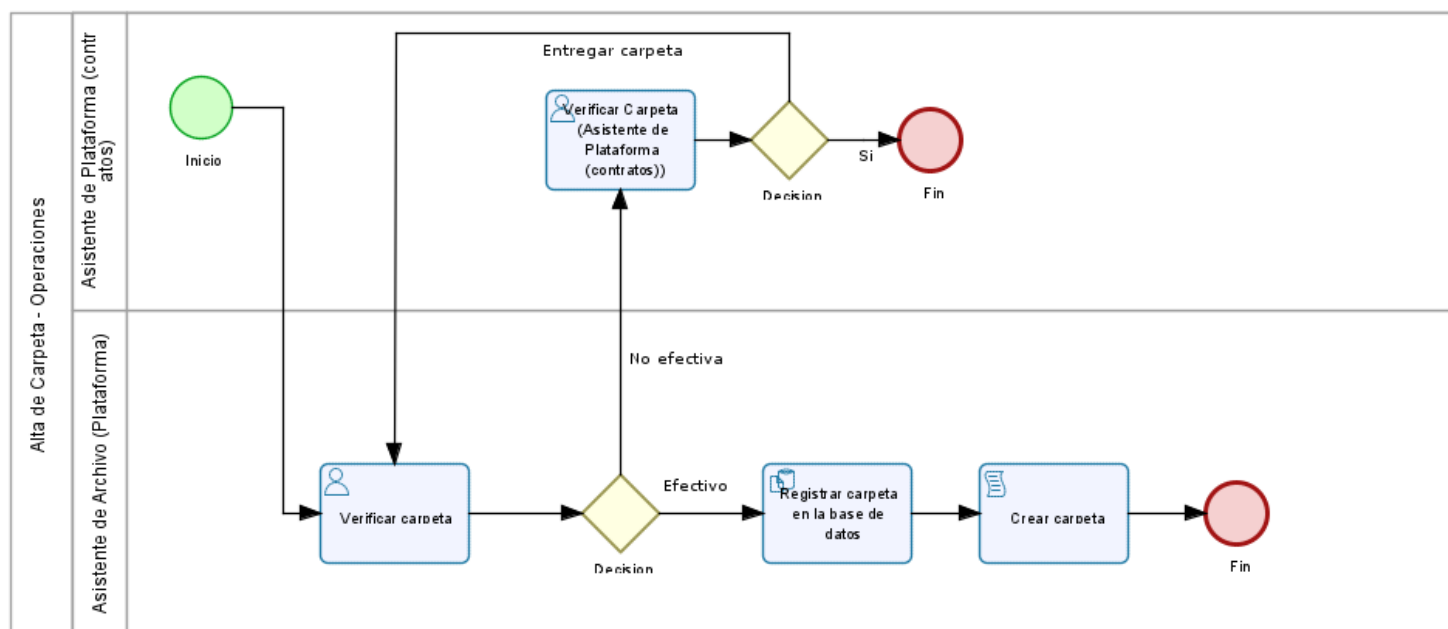 Alta de Carpeta - Operaciones
Asistente de Plataforma (contr
atos)
Inicio
Entregar carpeta
Verificar Carpeta
(Asistente de
Plataforma
(contratos))
Decision
Si
Fin
Asistente de Archivo (Plataforma)
No efectiva
Verificar carpeta
Decision
Efectivo
Registrar carpeta
en la base de
datos
Crear carpeta
Fin